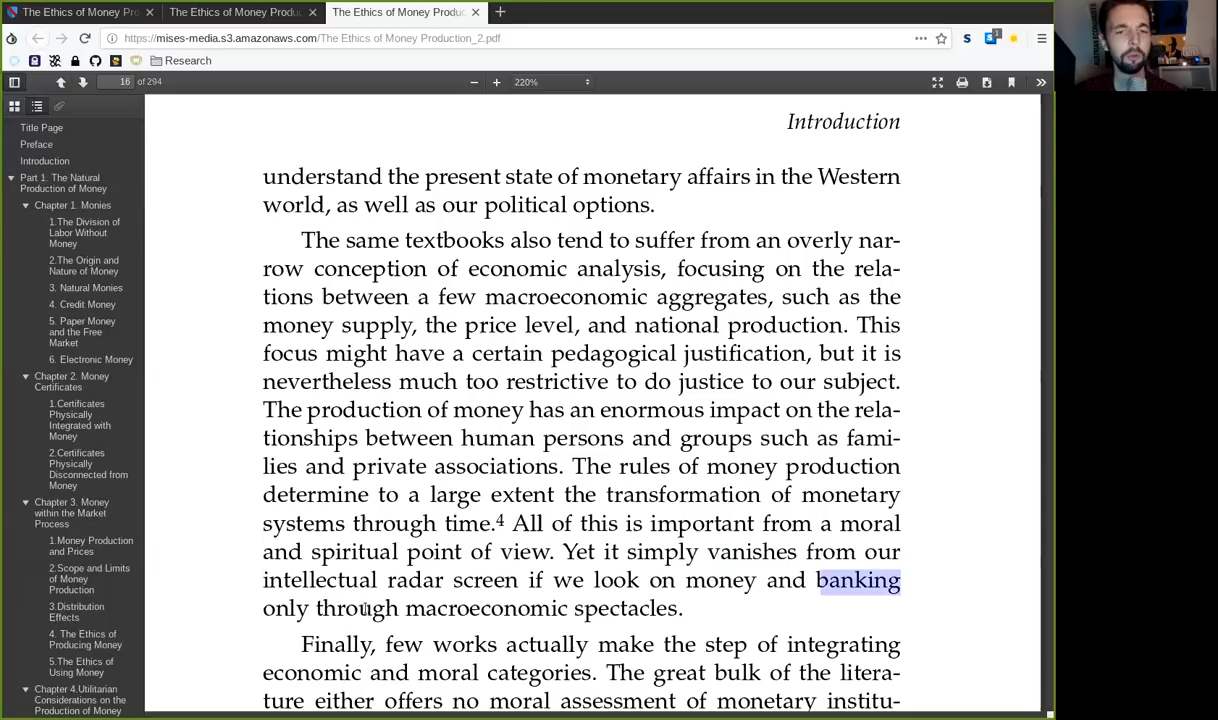 The Ethics of Money Pro
The Ethics of Money Produc
The Ethics of Money Produc
https://mises-media.s3.amazonaws.com/The Ethics of Money Production_2.pdf
S
1
Research
16 of 294
220%
Title Page
Preface
Introduction
Part 1. The Natural
Production of Money
Chapter 1. Monies
1.The Division of
Labor Without
Money
2.The Origin and
Nature of Money
3. Natural Monies
4. Credit Money
5. Paper Money
and the Free
Market
6. Electronic Money
Chapter 2. Money
Certificates
1.Certificates
Physically
Integrated with
Money
2.Certificates
Physically
Disconnected from
Money
Chapter 3. Money
within the Market
Process
1.Money Production
and Prices
2.Scope and Limits
of Money
Production
3.Distribution
Effects
4. The Ethics of
Producing Money
5.The Ethics of
Using Money
Chapter 4.Utilitarian
Considerations on the
Production of Money
Introduction
understand the present state of monetary affairs in the Western
world, as well as our political options.
The same textbooks also tend to suffer from an overly nar-
row conception of economic analysis, focusing on the rela-
tions between a few macroeconomic aggregates, such as the
money supply, the price level, and national production. This
focus might have a certain pedagogical justification, but it is
nevertheless much too restrictive to do justice to our subject.
The production of money has an enormous impact on the rela-
tionships between human persons and groups such as fami-
lies and private associations. The rules of money production
determine to a large extent the transformation of monetary
systems through time.4 All of this is important from a moral
and spiritual point of view. Yet it simply vanishes from our
intellectual radar screen if we look on money and banking
only through macroeconomic spectacles.
Finally, few works actually make the step of integrating
economic and moral categories. The great bulk of the litera-
ture either offers no moral assessment of monetary institu-